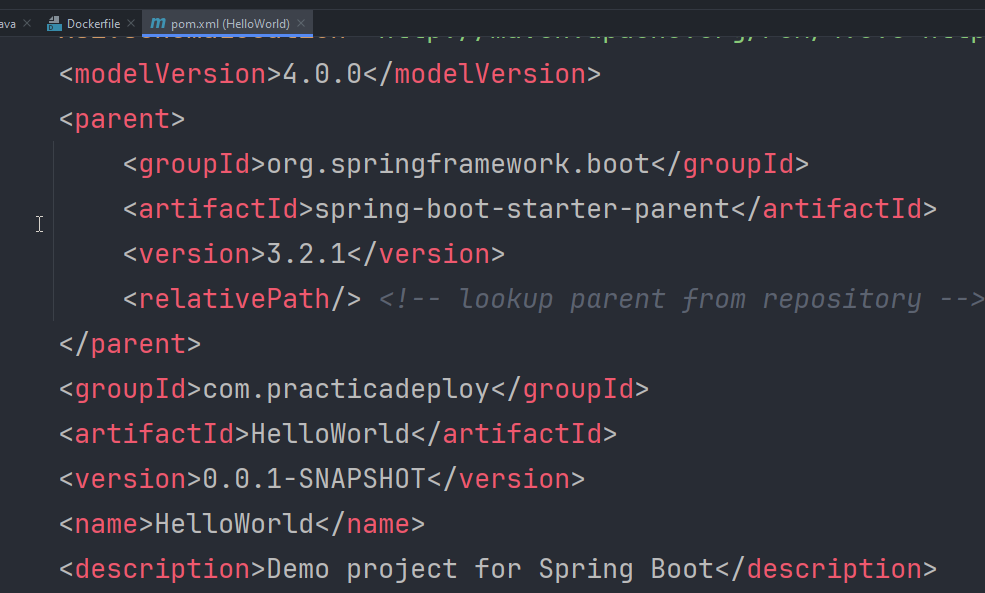 ava Dockerfile pom.xml (HelloWorld)
<modelVersion>4.0.0</modelVersion>
<parent>
<groupId>org.springframework.boot</groupId>
<artifactId>spring-boot-starter-parent</artifactId>
<version>3.2.1</version>
<relativePath/> <!-- lookup parent from repository -->
</parent>
<groupId>com.practicadeploy</groupId>
<artifactId>HelloWorld</artifactId>
<version>0.0.1-SNAPSHOT</version>
<name>HelloWorld</name>
<description>Demo project for Spring Boot</description>